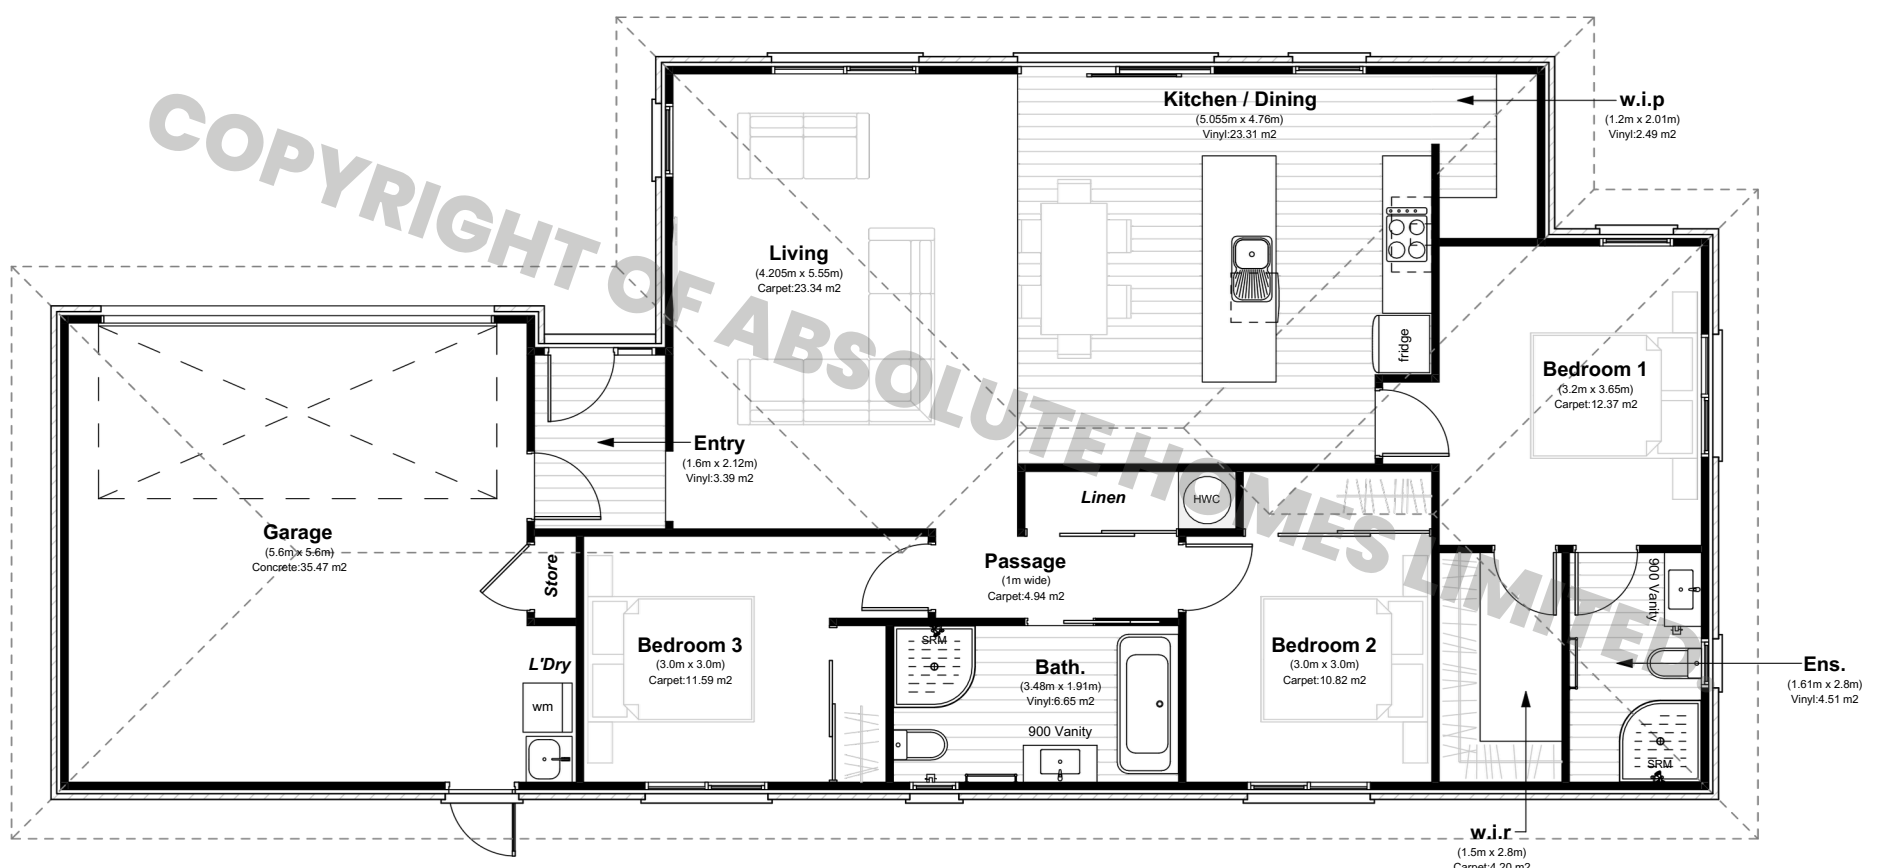 COPYRIGHT OF ABSOLUTE HOMES LIMITED
Kitchen / Dining
(5.055m x 4.76m)
Vinyl:23.31 m2
w.i.p
(1.2m x 2.01m)
Vinyl:2.49 m2
Living
(4.205m x 5.55m)
Carpet:23.34 m2
fridge
Bedroom 1
(3.2m x 3.65m)
Carpet:12.37 m2
Entry
(1.6m x 2.12m)
Vinyl:3.39 m2
Garage
(5.6m x 5.6m)
Concrete:35.47 m2
Linen
HWC
Store
Passage
(1m wide)
Carpet:4.94 m2
900 Vanity
L'Dry
wm
Bedroom 3
(3.0m x 3.0m)
Carpet:11.59 m2
SRM
Bath.
(3.48m x 1.91m)
Vinyl:6.65 m2
900 Vanity
Bedroom 2
(3.0m x 3.0m)
Carpet:10.82 m2
Ens.
(1.61m x 2.8m)
Vinyl:4.51 m2
SRM
w.i.r
(1.5m x 2.8m)
Carpet:4.20 m2